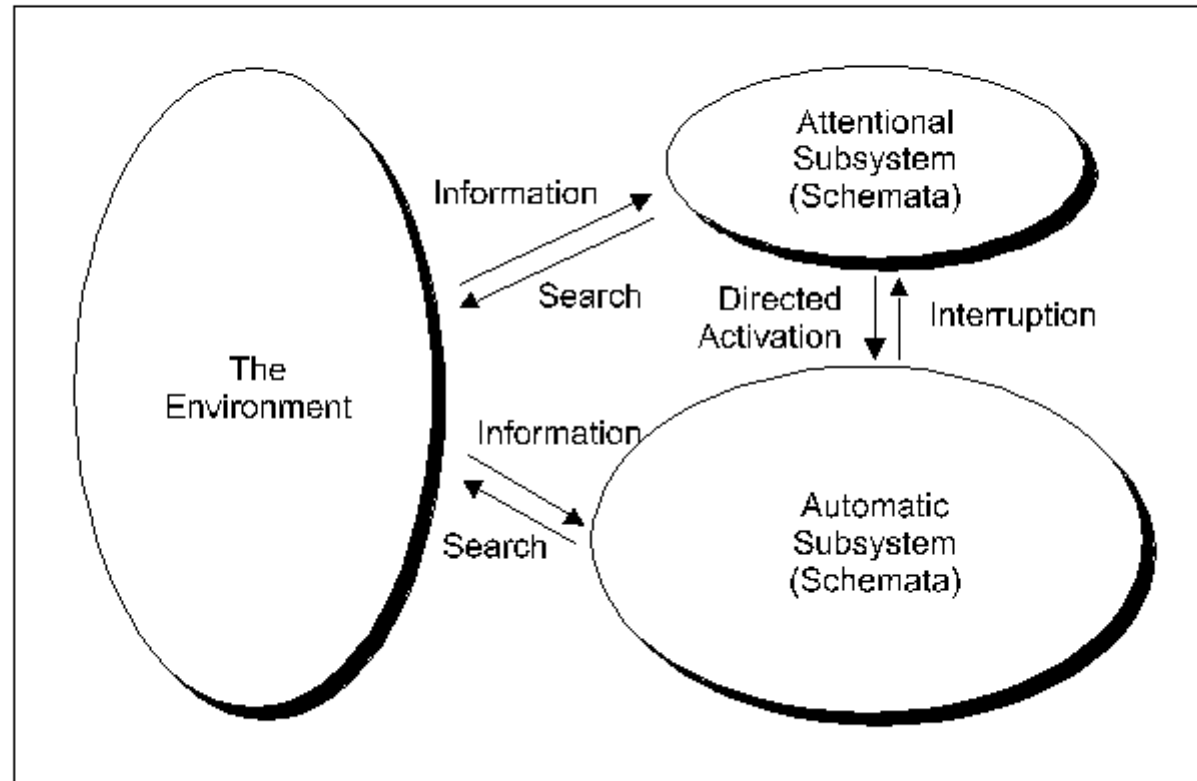 Attentional
Subsystem
(Schemata)
Information
Search
Directed
Activation
Interruption
The
Environment
Information
Search
Automatic
Subsystem
(Schemata)